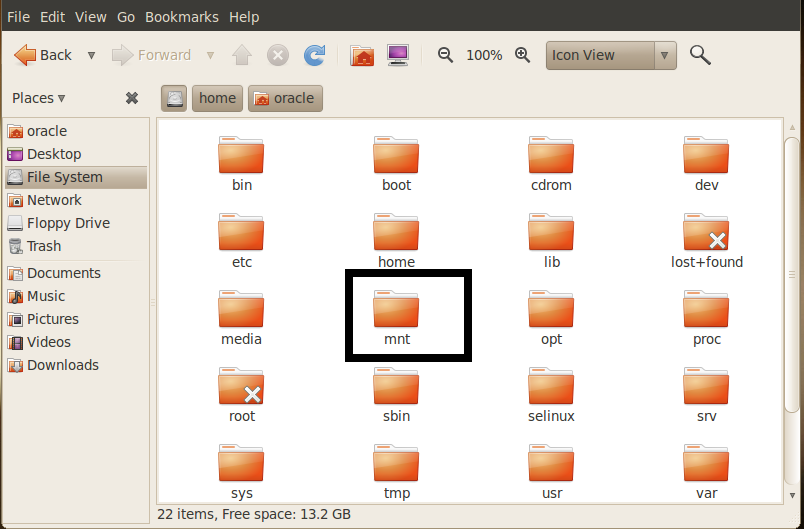 File Edit View Go Bookmarks Help
Back Forward 100% Icon View
Places home oracle
oracle
Desktop
File System
Network
Floppy Drive
Trash
Documents
Music
Pictures
Videos
Downloads
bin boot cdrom dev
etc home lib lost+found
media mnt opt proc
root sbin selinux srv
sys tmp usr var
22 items, Free space: 13.2 GB